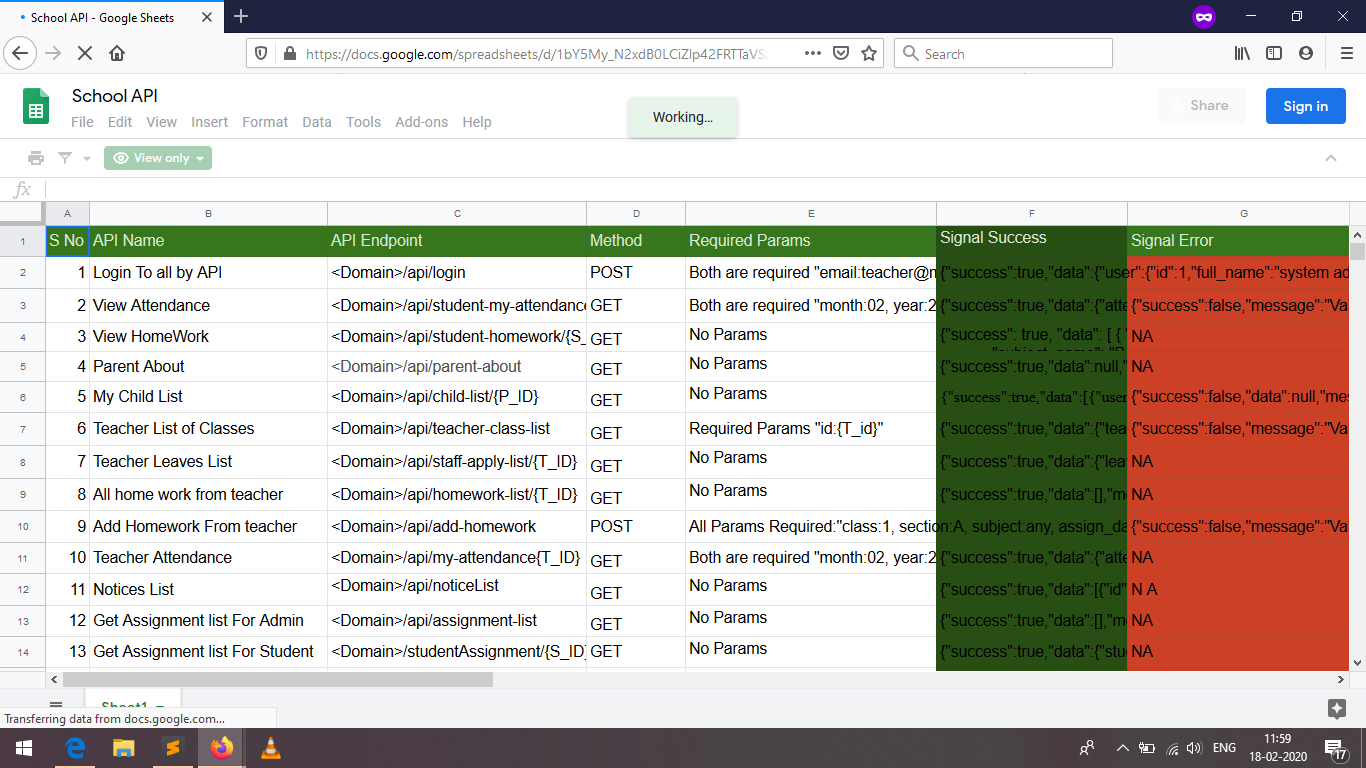 School API - Google Sheets
https://docs.google.com/spreadsheets/d/1bY5My_N2xdB0LCiZlp42FRTTaVS
Search
School API
File Edit View Insert Format Data Tools Add-ons Help
Working...
Share
Sign in
View only
fx
A B C D E F G
1 S No API Name API Endpoint Method Required Params Signal Success Signal Error
2 1 Login To all by API <Domain>/api/login POST Both are required "email:teacher@n {"success":true,"data":{"user":{"id":1,"full_name":"system ad
3 2 View Attendance <Domain>/api/student-my-attendance GET Both are required "month:02, year:2 {"success":true,"data":{"atte {"success":false,"message":"Va
4 3 View HomeWork <Domain>/api/student-homework/{S_ GET No Params {"success": true, "data": [ { " NA
5 4 Parent About <Domain>/api/parent-about GET No Params {"success":true,"data":null," NA
6 5 My Child List <Domain>/api/child-list/{P_ID} GET No Params {"success":true,"data":[{"user {"success":false,"data":null,"mes
7 6 Teacher List of Classes <Domain>/api/teacher-class-list GET Required Params "id:{T_id}" {"success":true,"data":{"tea {"success":false,"message":"Va
8 7 Teacher Leaves List <Domain>/api/staff-apply-list/{T_ID} GET No Params {"success":true,"data":{"lea NA
9 8 All home work from teacher <Domain>/api/homework-list/{T_ID} GET No Params {"success":true,"data":[],"m NA
10 9 Add Homework From teacher <Domain>/api/add-homework POST All Params Required:"class:1, section:A, subject:any, assign_da {"success":false,"message":"Va
11 10 Teacher Attendance <Domain>/api/my-attendance{T_ID} GET Both are required "month:02, year:2 {"success":true,"data":{"atte NA
12 11 Notices List <Domain>/api/noticeList GET No Params {"success":true,"data":[{"id" N A
13 12 Get Assignment list For Admin <Domain>/api/assignment-list GET No Params {"success":true,"data":[],"m NA
14 13 Get Assignment list For Student <Domain>/studentAssignment/{S_ID} GET No Params {"success":true,"data":{"stu NA
Sheet1
Transferring data from docs.google.com...
ENG
11:59
18-02-2020
17